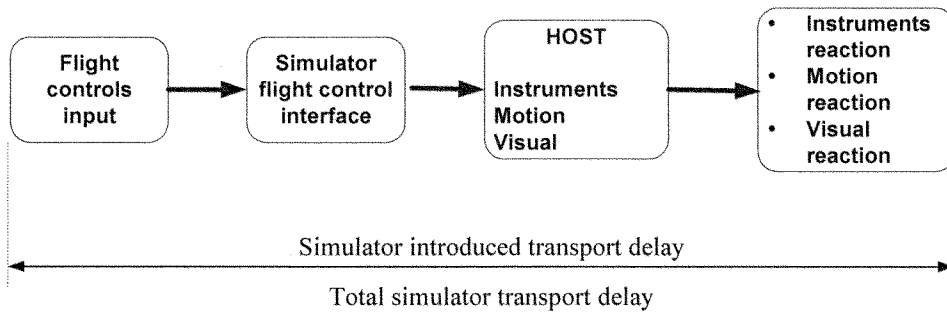 Flight
controls
input
Simulator
flight control
interface
HOST
Instruments
Motion
Visual
• Instruments
reaction
• Motion
reaction
• Visual
reaction
Simulator introduced transport delay
Total simulator transport delay